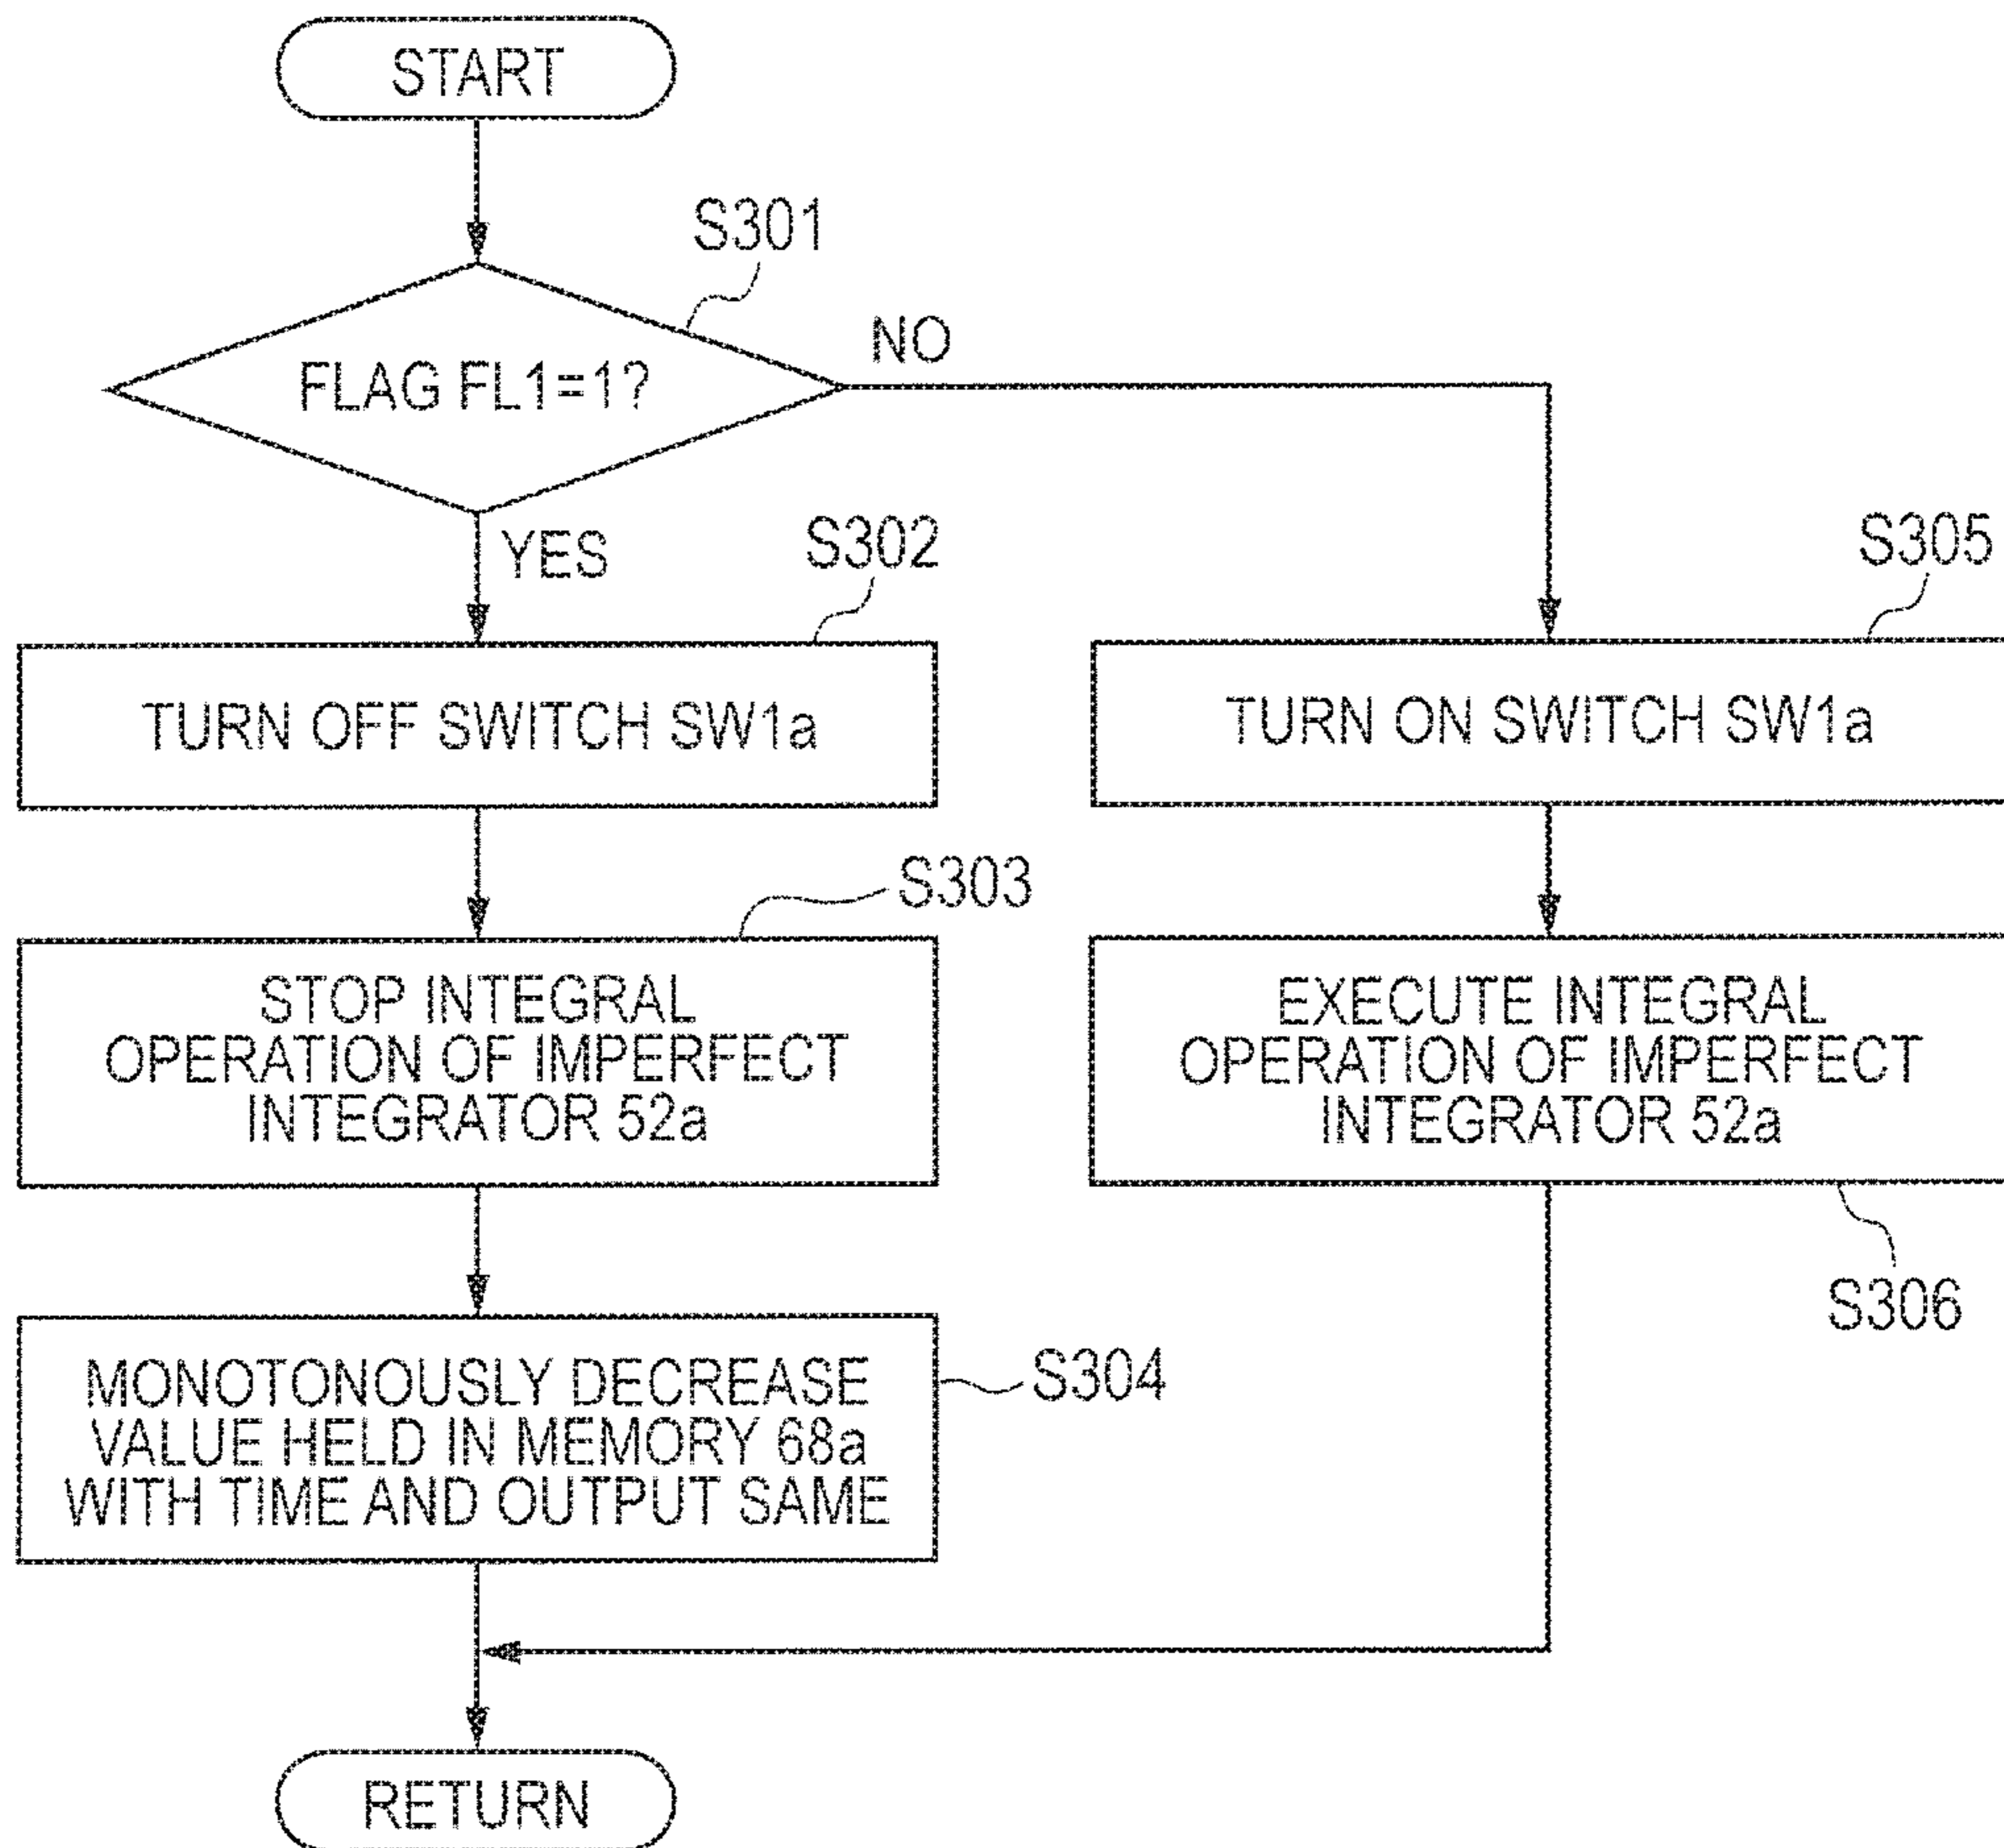 START
S301
FLAG FL1=1?
NO
YES
S302
S305
TURN OFF SWITCH SW1a
TURN ON SWITCH SW1a
S303
STOP INTEGRAL
OPERATION OF IMPERFECT
INTEGRATOR 52a
EXECUTE INTEGRAL
OPERATION OF IMPERFECT
INTEGRATOR 52a
S306
S304
MONOTONOUSLY DECREASE
VALUE HELD IN MEMORY 68a
WITH TIME AND OUTPUT SAME
RETURN